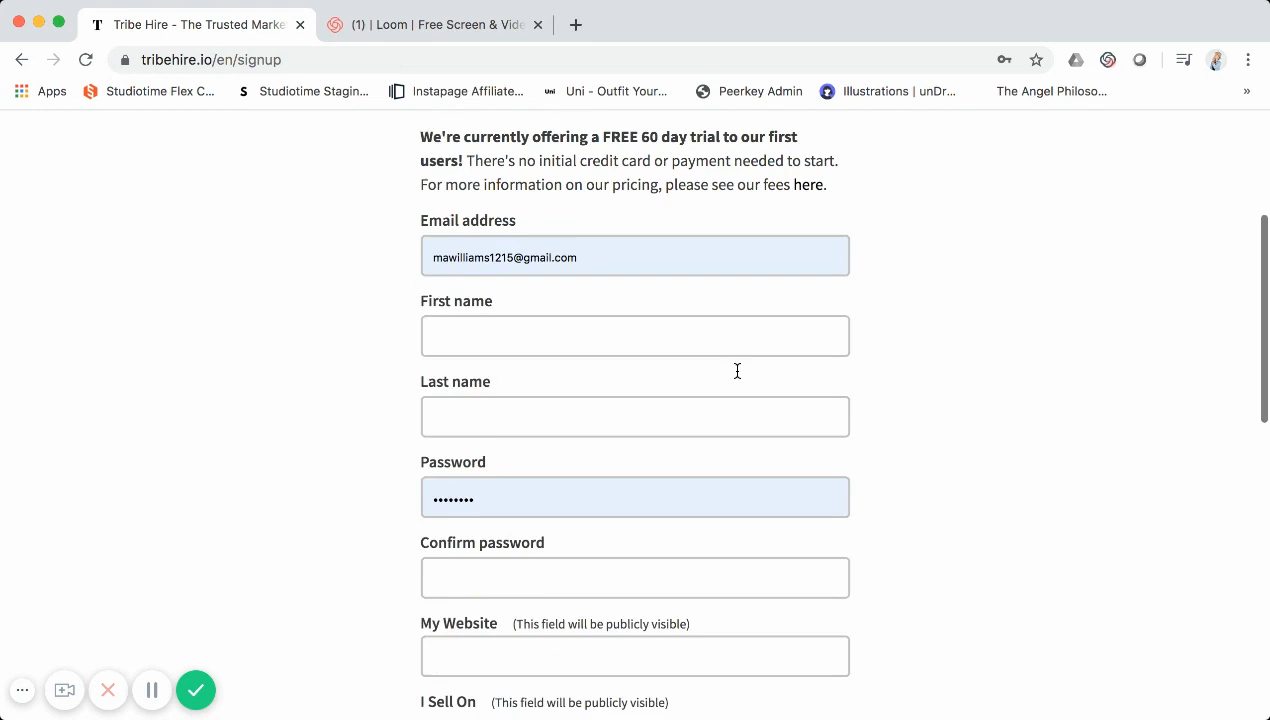 Tribe Hire - The Trusted Marke
(1) | Loom | Free Screen & Vide
tribehire.io/en/signup
Apps
Studiotime Flex C...
S
Studiotime Stagin...
Instapage Affiliate...
Uni
Uni - Outfit Your...
Peerkey Admin
Illustrations | unDr...
The Angel Philoso...
»
We're currently offering a FREE 60 day trial to our first
users! There's no initial credit card or payment needed to start.
For more information on our pricing, please see our fees here.
Email address
mawilliams1215@gmail.com
First name
Last name
Password
••••••••
Confirm password
My Website (This field will be publicly visible)
I Sell On (This field will be publicly visible)